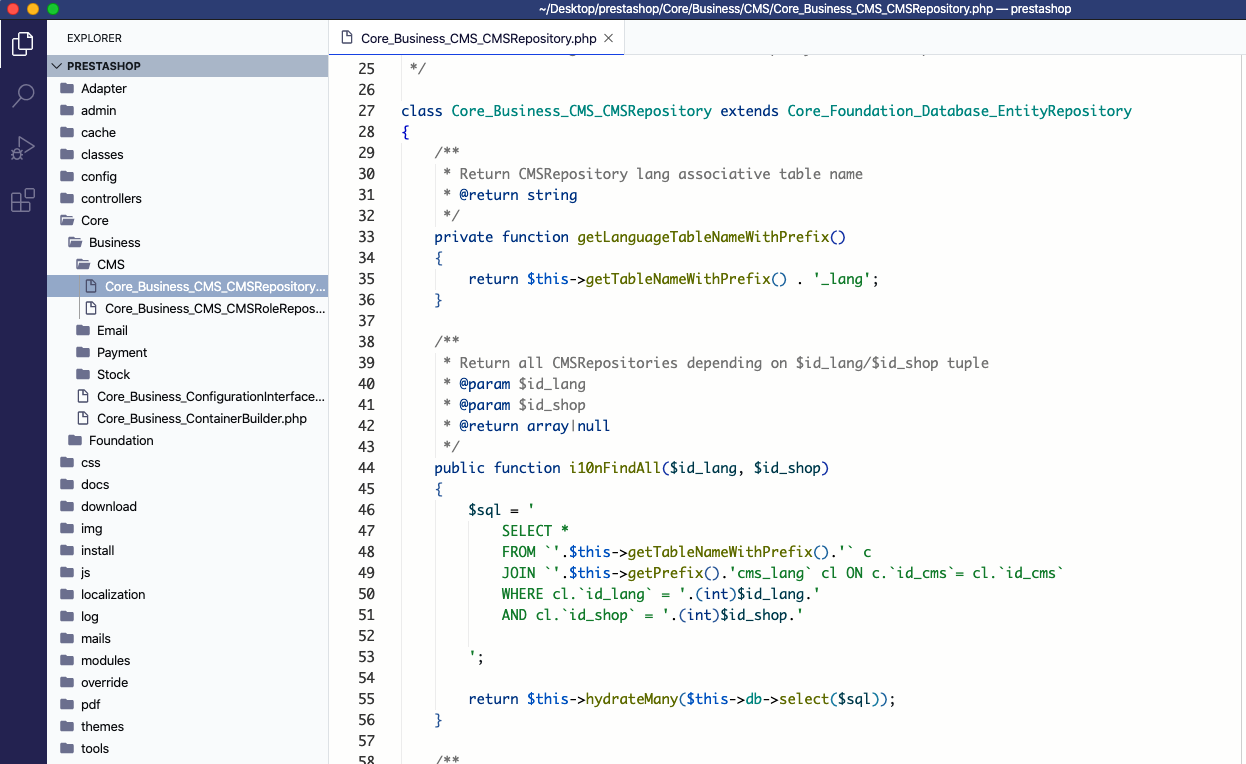 ~/Desktop/prestashop/Core/Business/CMS/Core_Business_CMS_CMSRepository.php — prestashop
EXPLORER
PRESTASHOP
Adapter
admin
cache
classes
config
controllers
Core
Business
CMS
Core_Business_CMS_CMSRepository...
Core_Business_CMS_CMSRoleRepos...
Email
Payment
Stock
Core_Business_ConfigurationInterface...
Core_Business_ContainerBuilder.php
Foundation
css
docs
download
img
install
js
localization
log
mails
modules
override
pdf
themes
tools
Core_Business_CMS_CMSRepository.php
25 */
26
27 class Core_Business_CMS_CMSRepository extends Core_Foundation_Database_EntityRepository
28 {
29 /**
30 * Return CMSRepository lang associative table name
31 * @return string
32 */
33 private function getLanguageTableNameWithPrefix()
34 {
35 return $this->getTableNameWithPrefix() . '_lang';
36 }
37
38 /**
39 * Return all CMSRepositories depending on $id_lang/$id_shop tuple
40 * @param $id_lang
41 * @param $id_shop
42 * @return array|null
43 */
44 public function i10nFindAll($id_lang, $id_shop)
45 {
46 $sql = '
47 SELECT *
48 FROM `'.$this->getTableNameWithPrefix().'` c
49 JOIN `'.$this->getPrefix().'cms_lang` cl ON c.`id_cms`= cl.`id_cms`
50 WHERE cl.`id_lang` = '.(int)$id_lang.'
51 AND cl.`id_shop` = '.(int)$id_shop.'
52
53 ';
54
55 return $this->hydrateMany($this->db->select($sql));
56 }
57
58 /**